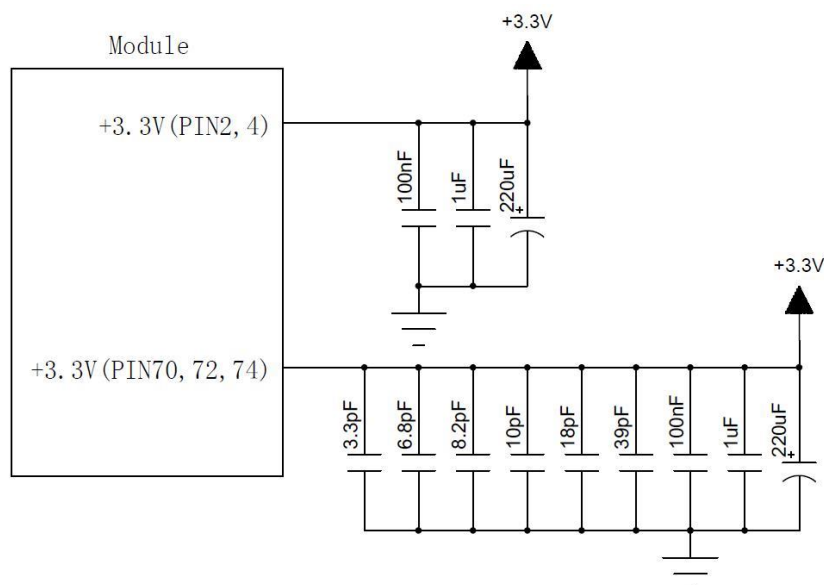 +3.3V
Module
+3.3V(PIN2,4)
100nF
1uF
220uF
+
+3.3V
+3.3V(PIN70,72,74)
3.3pF
6.8pF
8.2pF
10pF
18pF
39pF
100nF
1uF
220uF
+